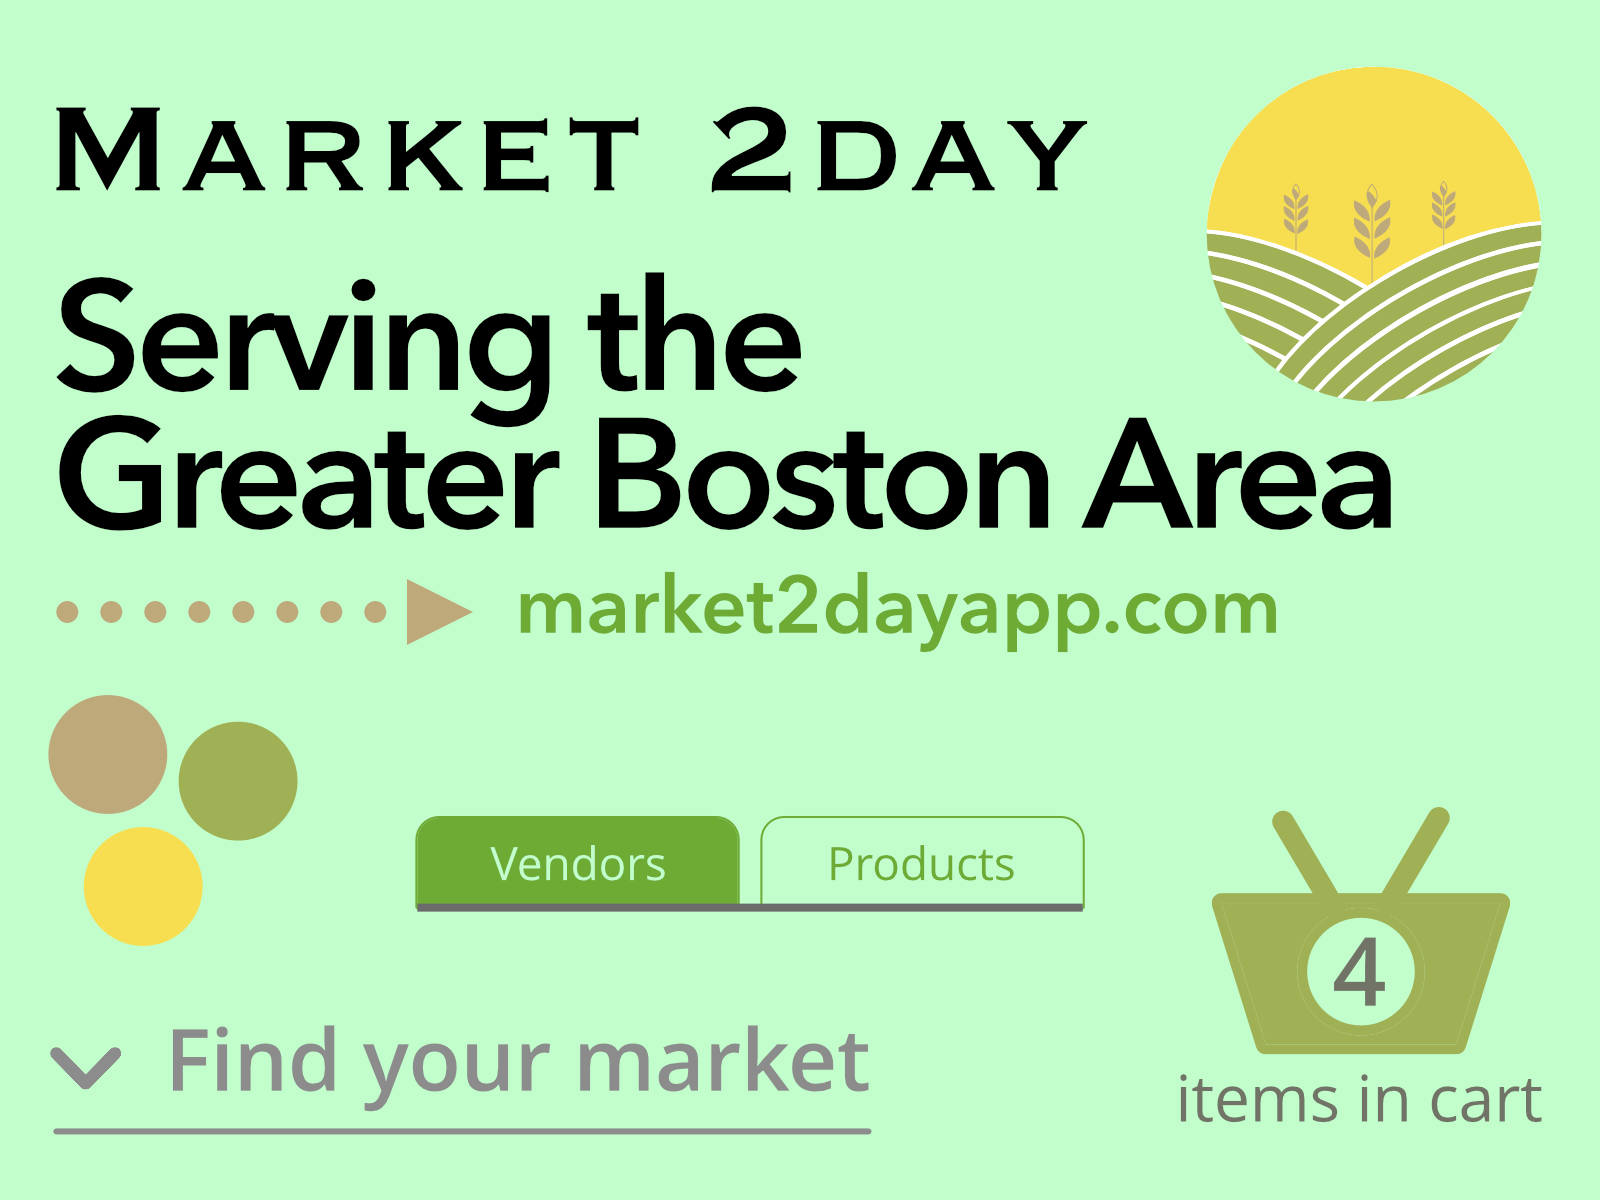 Market 2day
Serving the
Greater Boston Area
market2dayapp.com
Vendors
Products
4
items in cart
Find your market